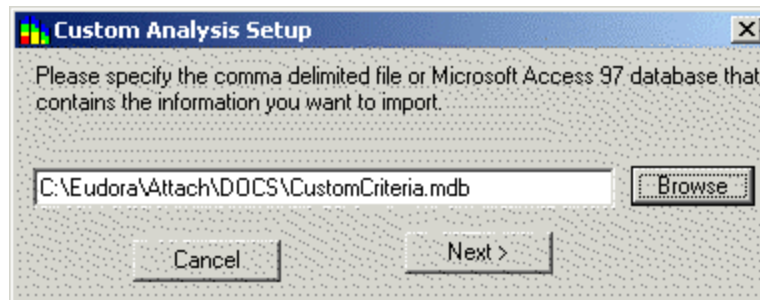 Custom Analysis Setup
Please specify the comma delimited file or Microsoft Access 97 database that
contains the information you want to import.
C:\Eudora\Attach\DOCS\CustomCriteria.mdb
Browse
Cancel
Next >